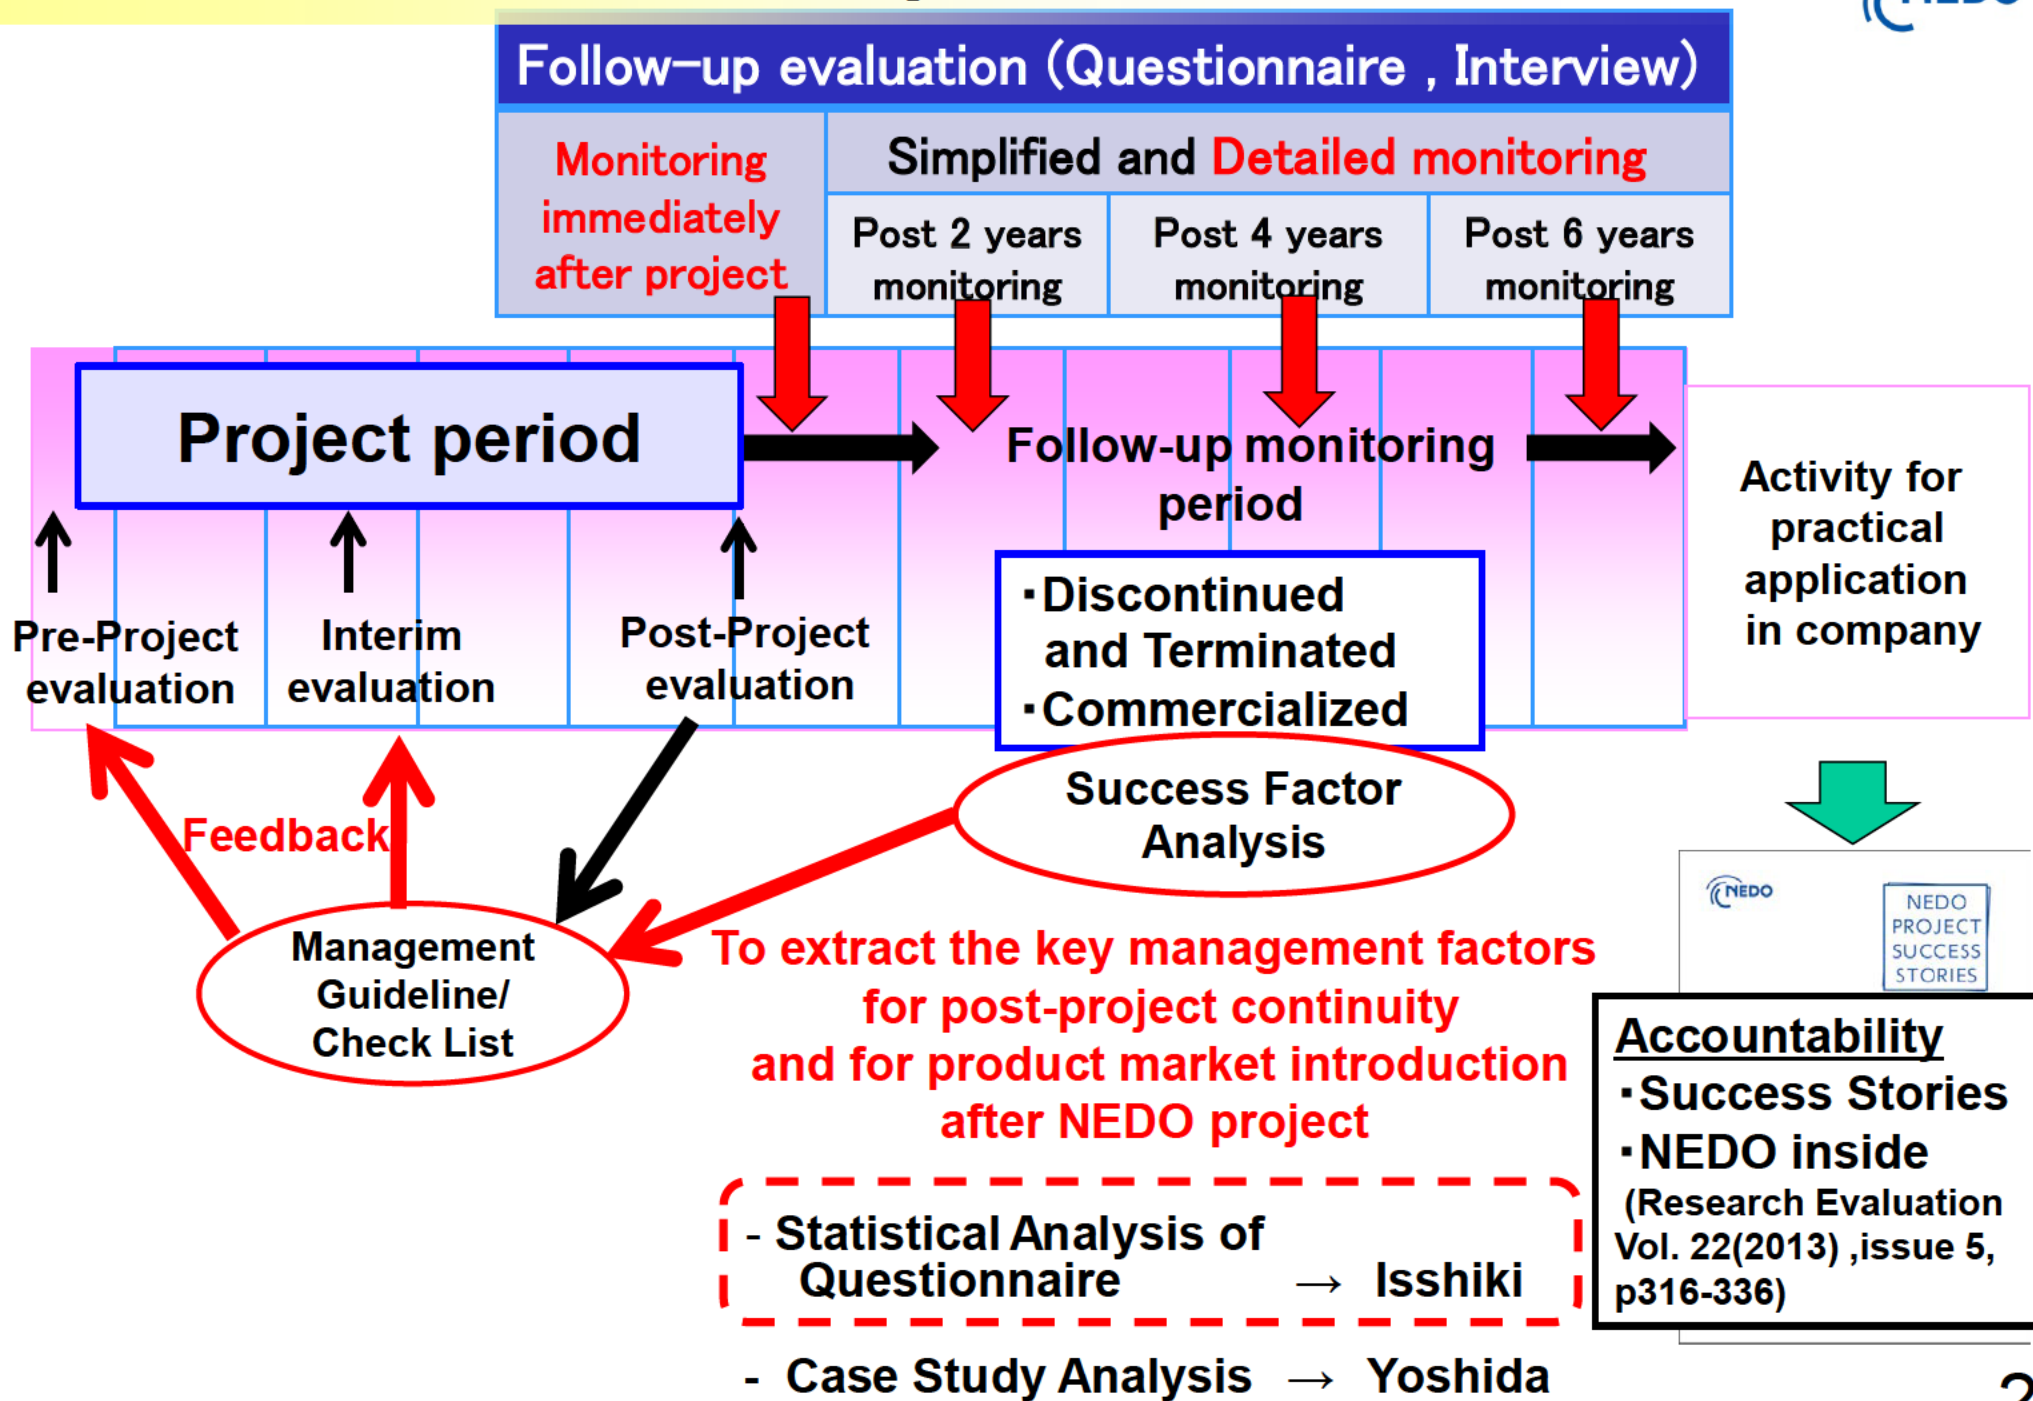 NEDO
Follow-up evaluation (Questionnaire , Interview)
Monitoring
immediately
after project
Simplified and Detailed monitoring
Post 2 years
monitoring
Post 4 years
monitoring
Post 6 years
monitoring
Project period
Follow-up monitoring
period
Pre-Project
evaluation
Interim
evaluation
Post-Project
evaluation
・Discontinued
and Terminated
・Commercialized
Activity for
practical
application
in company
Success Factor
Analysis
Feedback
Management
Guideline/
Check List
To extract the key management factors
for post-project continuity
and for product market introduction
after NEDO project
- Statistical Analysis of
Questionnaire → Isshiki
- Case Study Analysis → Yoshida
NEDO
NEDO
PROJECT
SUCCESS
STORIES
Accountability
・Success Stories
・NEDO inside
(Research Evaluation
Vol. 22(2013) ,issue 5,
p316-336)
2